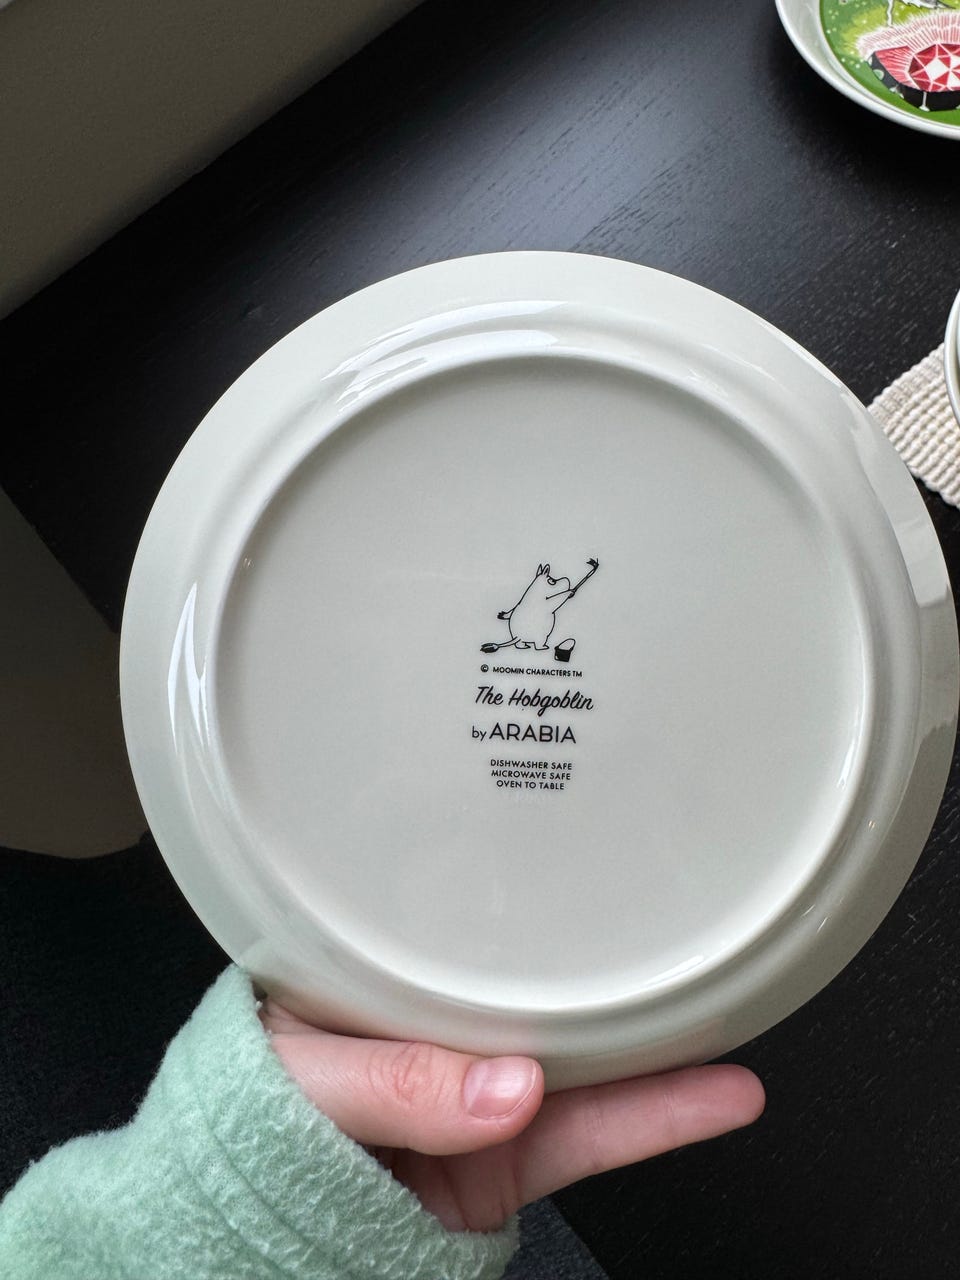 © MOOMIN CHARACTERS TM
The Hobgoblin
by ARABIA
DISHWASHER SAFE
MICROWAVE SAFE
OVEN TO TABLE